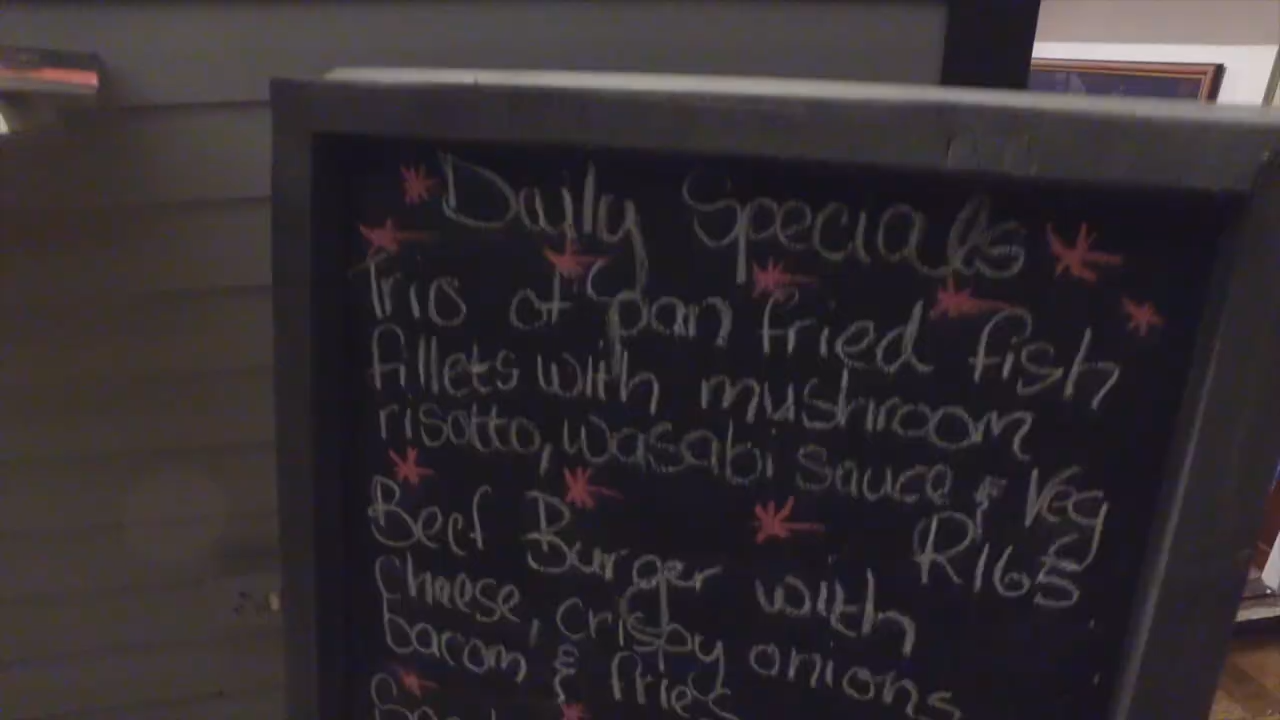 Daily Specials
Trio of pan fried fish
fillets with mushroom
risotto, wasabi sauce & Veg
R165
Beef Burger with
Cheese, crispy onions
bacom & fries